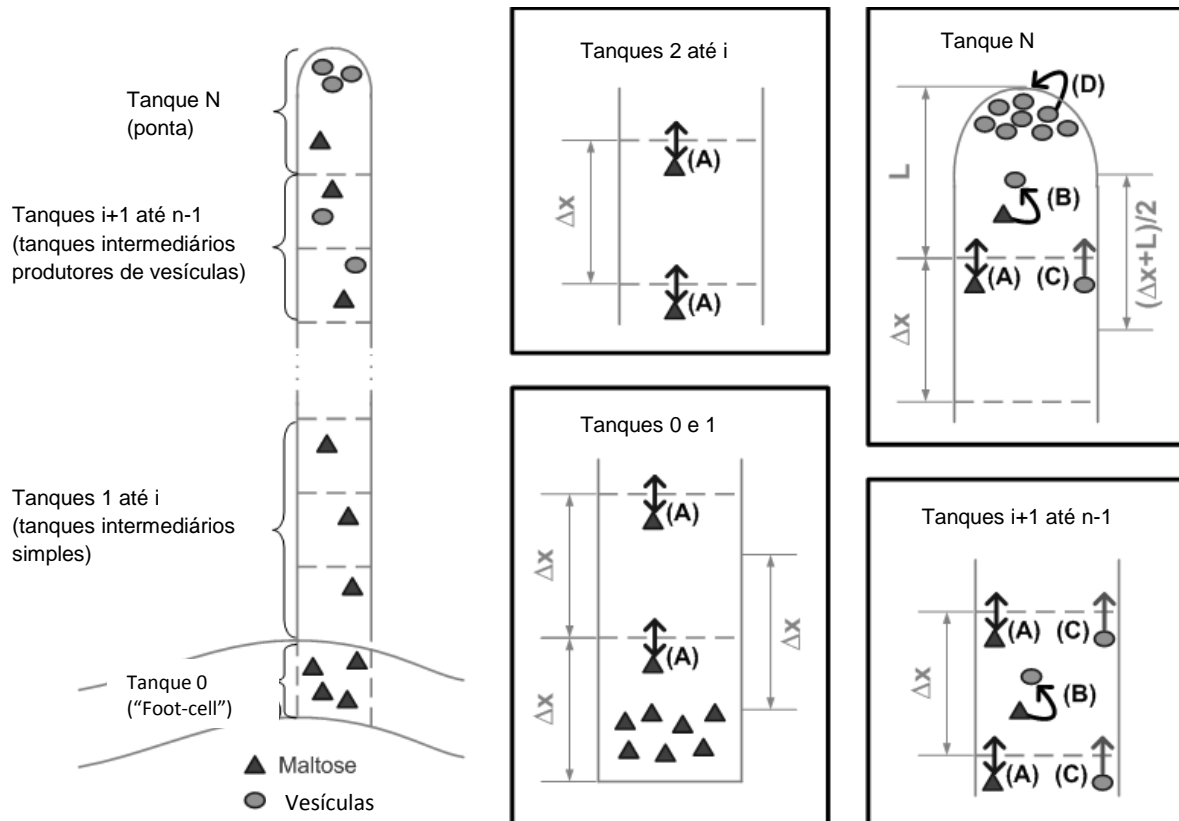 Tanque N
(ponta)
Tanques i+1 até n-1
(tanques intermediários
produtores de vesículas)
Tanques 1 até i
(tanques intermediários
simples)
Tanque 0
("Foot-cell")
Maltose
Vesículas
Tanques 2 até i
(A)
Δx
(A)
Tanques 0 e 1
(A)
Δx
Δx
(A)
Δx
Tanque N
(D)
L
(B)
(Δx+L)/2
(A)
(C)
Δx
Tanques i+1 até n-1
(A)
(C)
Δx
(B)
(A)
(C)